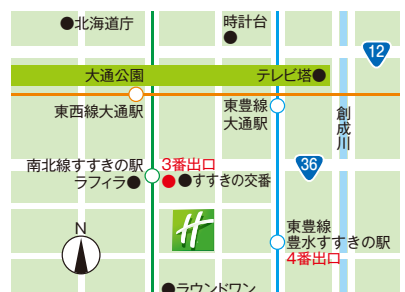 北海道庁
時計台
12
大通公園
テレビ塔
東西線大通駅
東豊線
大通駅
創成川
南北線すすきの駅
3番出口
ラフィラ
すすきの交番
36
N
H
東豊線
豊水すすきの駅
4番出口
ラウンドワン